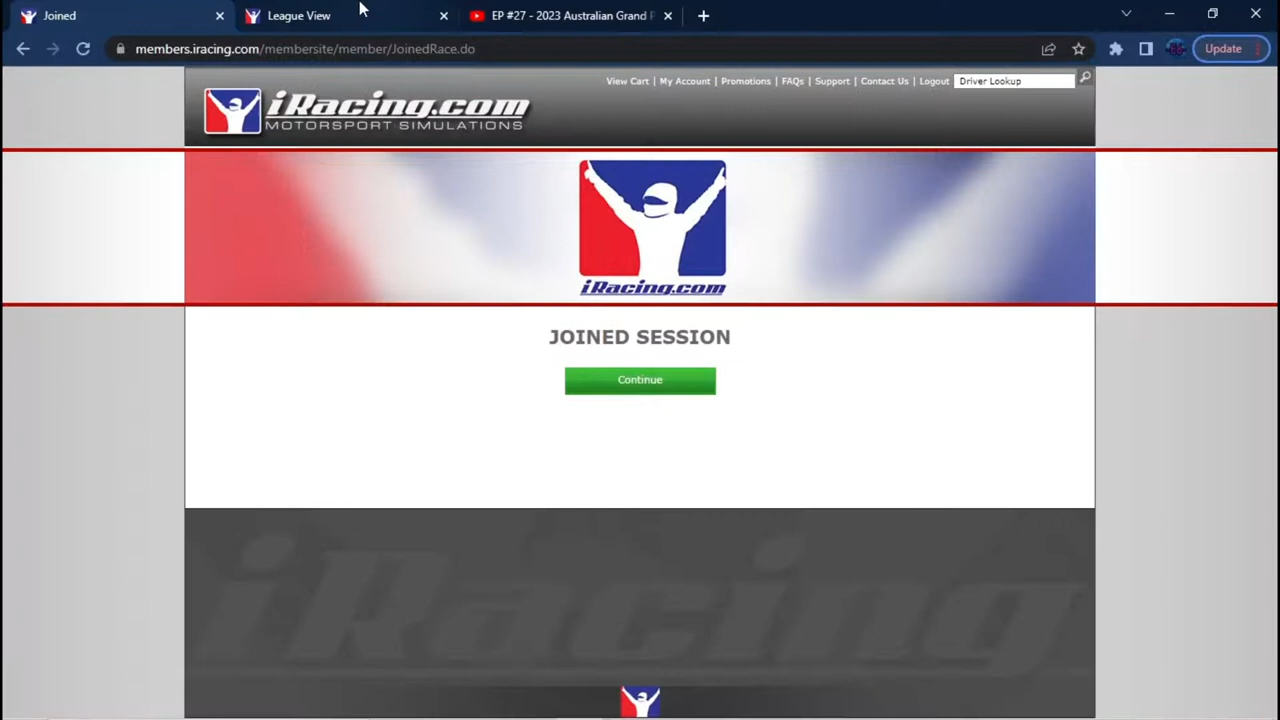 Joined
League View
EP #27 - 2023 Australian Grand P
members.iracing.com/membersite/member/JoinedRace.do
Update
View Cart | My Account | Promotions | FAQs | Support | Contact Us | Logout
Driver Lookup
iRacing.com
MOTORSPORT SIMULATIONS
iRacing.com
JOINED SESSION
Continue
iRacing